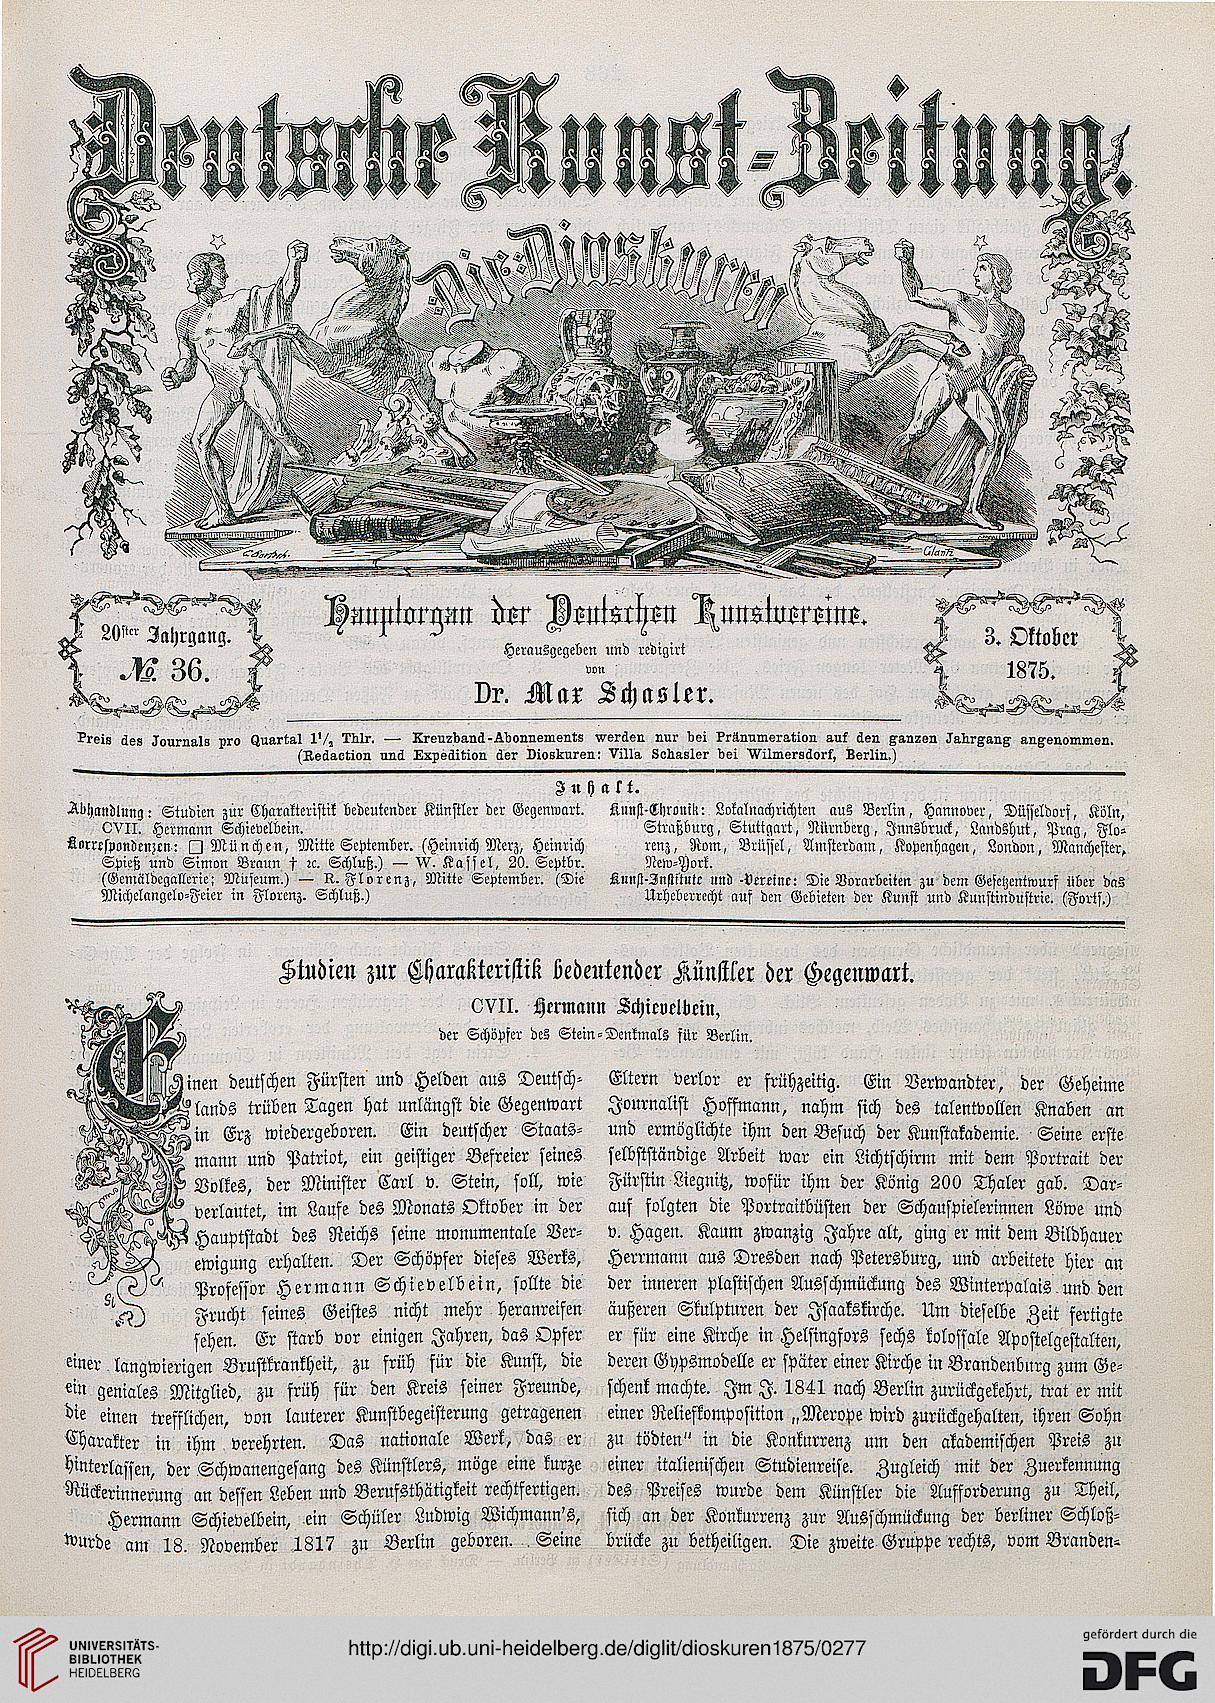 Deutsche Kunst-Zeitung.
Die Dioskuren
C. Bertsch.
Glantz
Hauptorgan der Deutschen Kunstvereine.
20ster Jahrgang.
№ 36.
Herausgegeben und redigirt
von
Dr. Max Schasler.
3. Oktober
1875.
Preis des Journals pro Quartal 1¹/₂ Thlr. — Kreuzband-Abonnements werden nur bei Pränumeration auf den ganzen Jahrgang angenommen.
(Redaction und Expedition der Dioskuren: Villa Schasler bei Wilmersdorf, Berlin.)
Inhalt.
Abhandlung: Studien zur Charakteristik bedeutender Künstler der Gegenwart.
CVII. Hermann Schievelbein.
Korrespondenzen: □ München, Mitte September. (Heinrich Merz, Heinrich
Spieß und Simon Braun † ꝛc. Schluß.) — W. Kassel, 20. Septbr.
(Gemäldegallerie; Museum.) — R. Florenz, Mitte September. (Die
Michelangelo-Feier in Florenz. Schluß.)
Kunst-Chronik: Lokalnachrichten aus Berlin, Hannover, Düsseldorf, Köln,
Straßburg, Stuttgart, Nürnberg, Innsbruck, Landshut, Prag, Flo-
renz, Rom, Brüssel, Amsterdam, Kopenhagen, London, Manchester,
New-York.
Kunst-Institute und -Vereine: Die Vorarbeiten zu dem Gesetzentwurf über das
Urheberrecht auf den Gebieten der Kunst und Kunstindustrie. (Forts.)
Studien zur Charakteristik bedeutender Künstler der Gegenwart.
CVII. Hermann Schievelbein,
der Schöpfer des Stein-Denkmals für Berlin.
Einen deutschen Fürsten und Helden aus Deutsch-
lands trüben Tagen hat unlängst die Gegenwart
in Erz wiedergeboren. Ein deutscher Staats-
mann und Patriot, ein geistiger Befreier seines
Volkes, der Minister Carl v. Stein, soll, wie
verlautet, im Laufe des Monats Oktober in der
Hauptstadt des Reichs seine monumentale Ver-
ewigung erhalten. Der Schöpfer dieses Werks,
Professor Hermann Schievelbein, sollte die
Frucht seines Geistes nicht mehr heranreifen
sehen. Er starb vor einigen Jahren, das Opfer
einer langwierigen Brustkrankheit, zu früh für die Kunst, die
ein geniales Mitglied, zu früh für den Kreis seiner Freunde,
die einen trefflichen, von lauterer Kunstbegeisterung getragenen
Charakter in ihm verehrten. Das nationale Werk, das er
hinterlassen, der Schwanengesang des Künstlers, möge eine kurze
Rückerinnerung an dessen Leben und Berufsthätigkeit rechtfertigen.
Hermann Schievelbein, ein Schüler Ludwig Wichmann's,
wurde am 18. November 1817 zu Berlin geboren. Seine
Eltern verlor er frühzeitig. Ein Verwandter, der Geheime
Journalist Hoffmann, nahm sich des talentvollen Knaben an
und ermöglichte ihm den Besuch der Kunstakademie. Seine erste
selbstständige Arbeit war ein Lichtschirm mit dem Portrait der
Fürstin Liegnitz, wofür ihm der König 200 Thaler gab. Dar-
auf folgten die Portraitbüsten der Schauspielerinnen Löwe und
v. Hagen. Kaum zwanzig Jahre alt, ging er mit dem Bildhauer
Herrmann aus Dresden nach Petersburg, und arbeitete hier an
der inneren plastischen Ausschmückung des Winterpalais und den
äußeren Skulpturen der Isaakskirche. Um dieselbe Zeit fertigte
er für eine Kirche in Helsingfors sechs kolossale Apostelgestalten,
deren Gypsmodelle er später einer Kirche in Brandenburg zum Ge-
schenk machte. Im J. 1841 nach Berlin zurückgekehrt, trat er mit
einer Reliefkomposition „Merope wird zurückgehalten, ihren Sohn
zu tödten“ in die Konkurrenz um den akademischen Preis zu
einer italienischen Studienreise. Zugleich mit der Zuerkennung
des Preises wurde dem Künstler die Aufforderung zu Theil,
sich an der Konkurrenz zur Ausschmückung der berliner Schloß-
brücke zu betheiligen. Die zweite Gruppe rechts, vom Branden-
UNIVERSITÄTS-
BIBLIOTHEK
HEIDELBERG
http://digi.ub.uni-heidelberg.de/diglit/dioskuren1875/0277
gefördert durch die
DFG